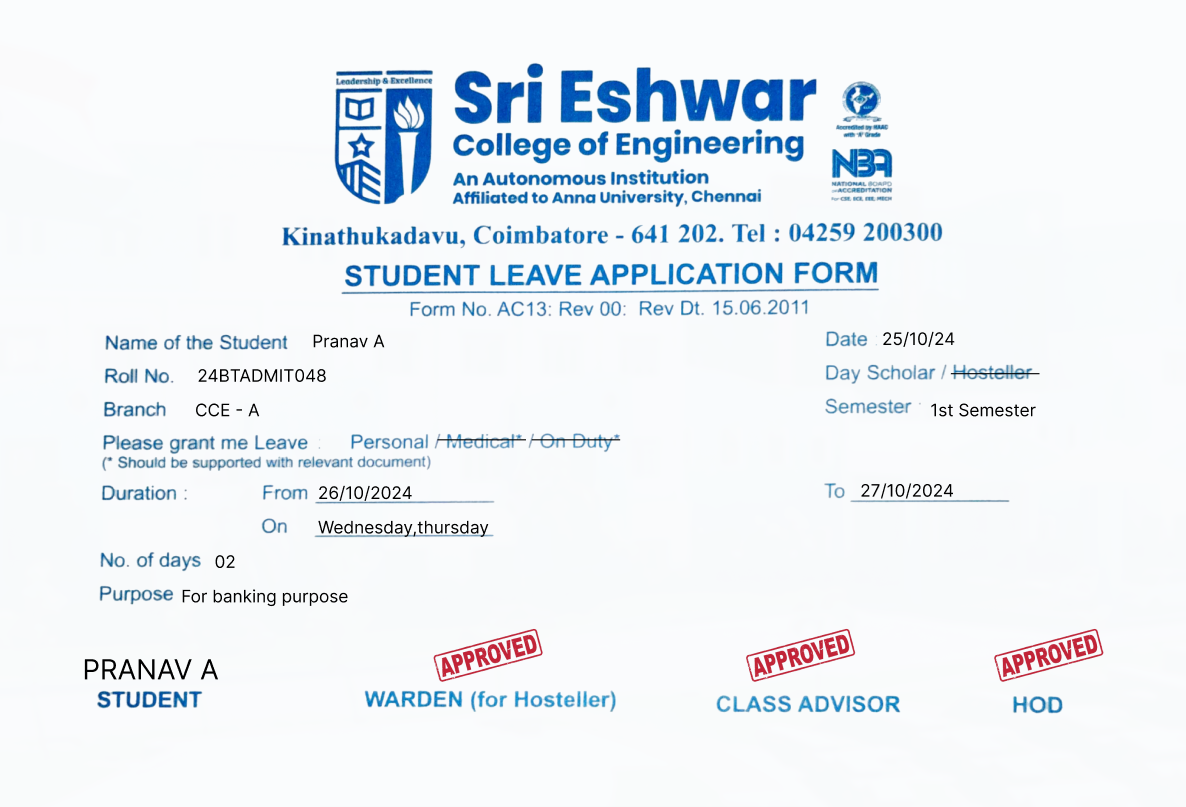 Leadership & Excellence
Sri Eshwar
College of Engineering
An Autonomous Institution
Affiliated to Anna University, Chennai
Accredited by NAAC
with 'A' Grade
NBA
NATIONAL BOARD
of ACCREDITATION
For CSE, ECE, EEE, MECH
Kinathukadavu, Coimbatore - 641 202. Tel : 04259 200300
STUDENT LEAVE APPLICATION FORM
Form No. AC13: Rev 00: Rev Dt. 15.06.2011
Name of the Student Pranav A Date : 25/10/24
Roll No. 24BTADMIT048 Day Scholar / Hosteller
Branch CCE - A Semester : 1st Semester
Please grant me Leave : Personal / Medical* / On Duty*
(* Should be supported with relevant document)
Duration : From 26/10/2024 To 27/10/2024
On Wednesday,thursday
No. of days 02
Purpose For banking purpose
PRANAV A APPROVED APPROVED APPROVED
STUDENT WARDEN (for Hosteller) CLASS ADVISOR HOD